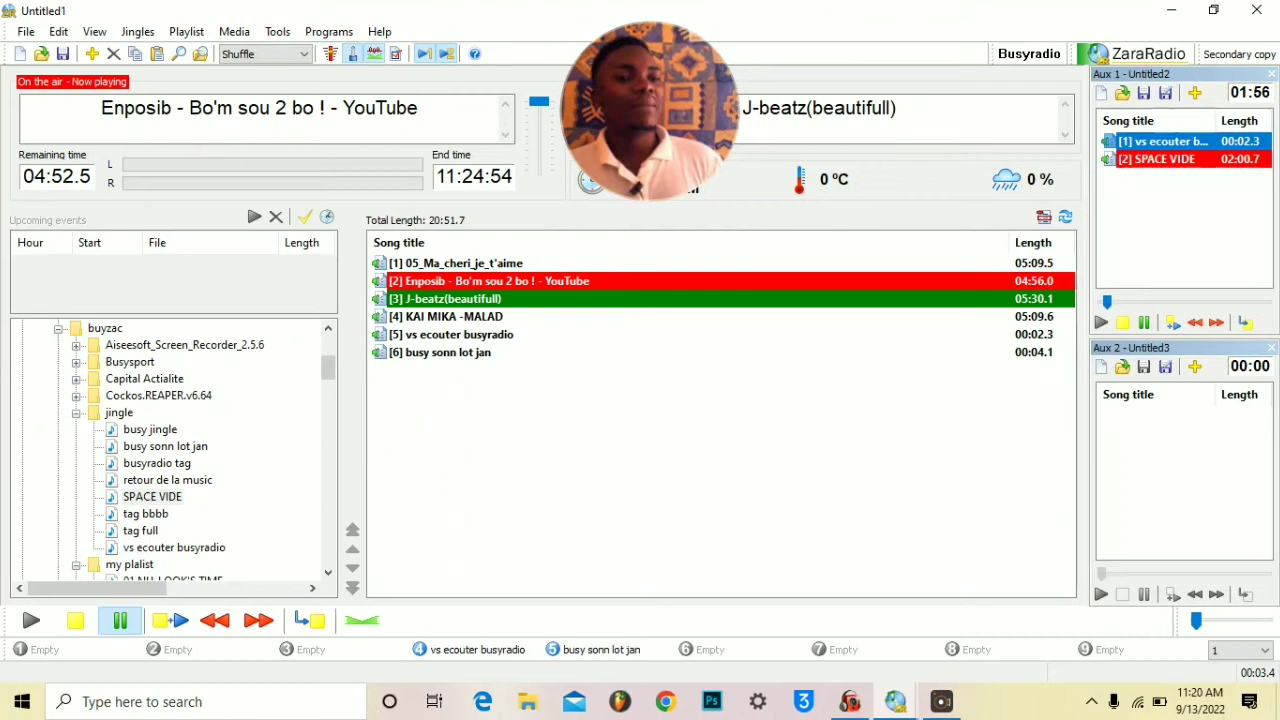 Untitled1
File Edit View Jingles Playlist Media Tools Programs Help
Shuffle
Busyradio
ZaraRadio
Secondary copy
On the air - Now playing
Enposib - Bo'm sou 2 bo ! - YouTube
J-beatz(beautifull)
Remaining time
04:52.5
L
R
End time
11:24:54
0 ºC
0 %
Upcoming events
Hour Start File Length
Total Length: 20:51.7
Song title Length
[1] 05_Ma_cheri_je_t'aime 05:09.5
[2] Enposib - Bo'm sou 2 bo ! - YouTube 04:56.0
[3] J-beatz(beautifull) 05:30.1
[4] KAI MIKA -MALAD 05:09.6
[5] vs ecouter busyradio 00:02.3
[6] busy sonn lot jan 00:04.1
buyzac
Aiseesoft_Screen_Recorder_2.5.6
Busysport
Capital Actialite
Cockos.REAPER.v6.64
jingle
busy jingle
busy sonn lot jan
busyradio tag
retour de la music
SPACE VIDE
tag bbbb
tag full
vs ecouter busyradio
my plalist
Aux 1 - Untitled2
01:56
Song title Length
[1] vs ecouter b... 00:02.3
[2] SPACE VIDE 02:00.7
Aux 2 - Untitled3
00:00
Song title Length
1 Empty 2 Empty 3 Empty 4 vs ecouter busyradio 5 busy sonn lot jan 6 Empty 7 Empty 8 Empty 9 Empty 1
00:03.4
Type here to search
11:20 AM
9/13/2022